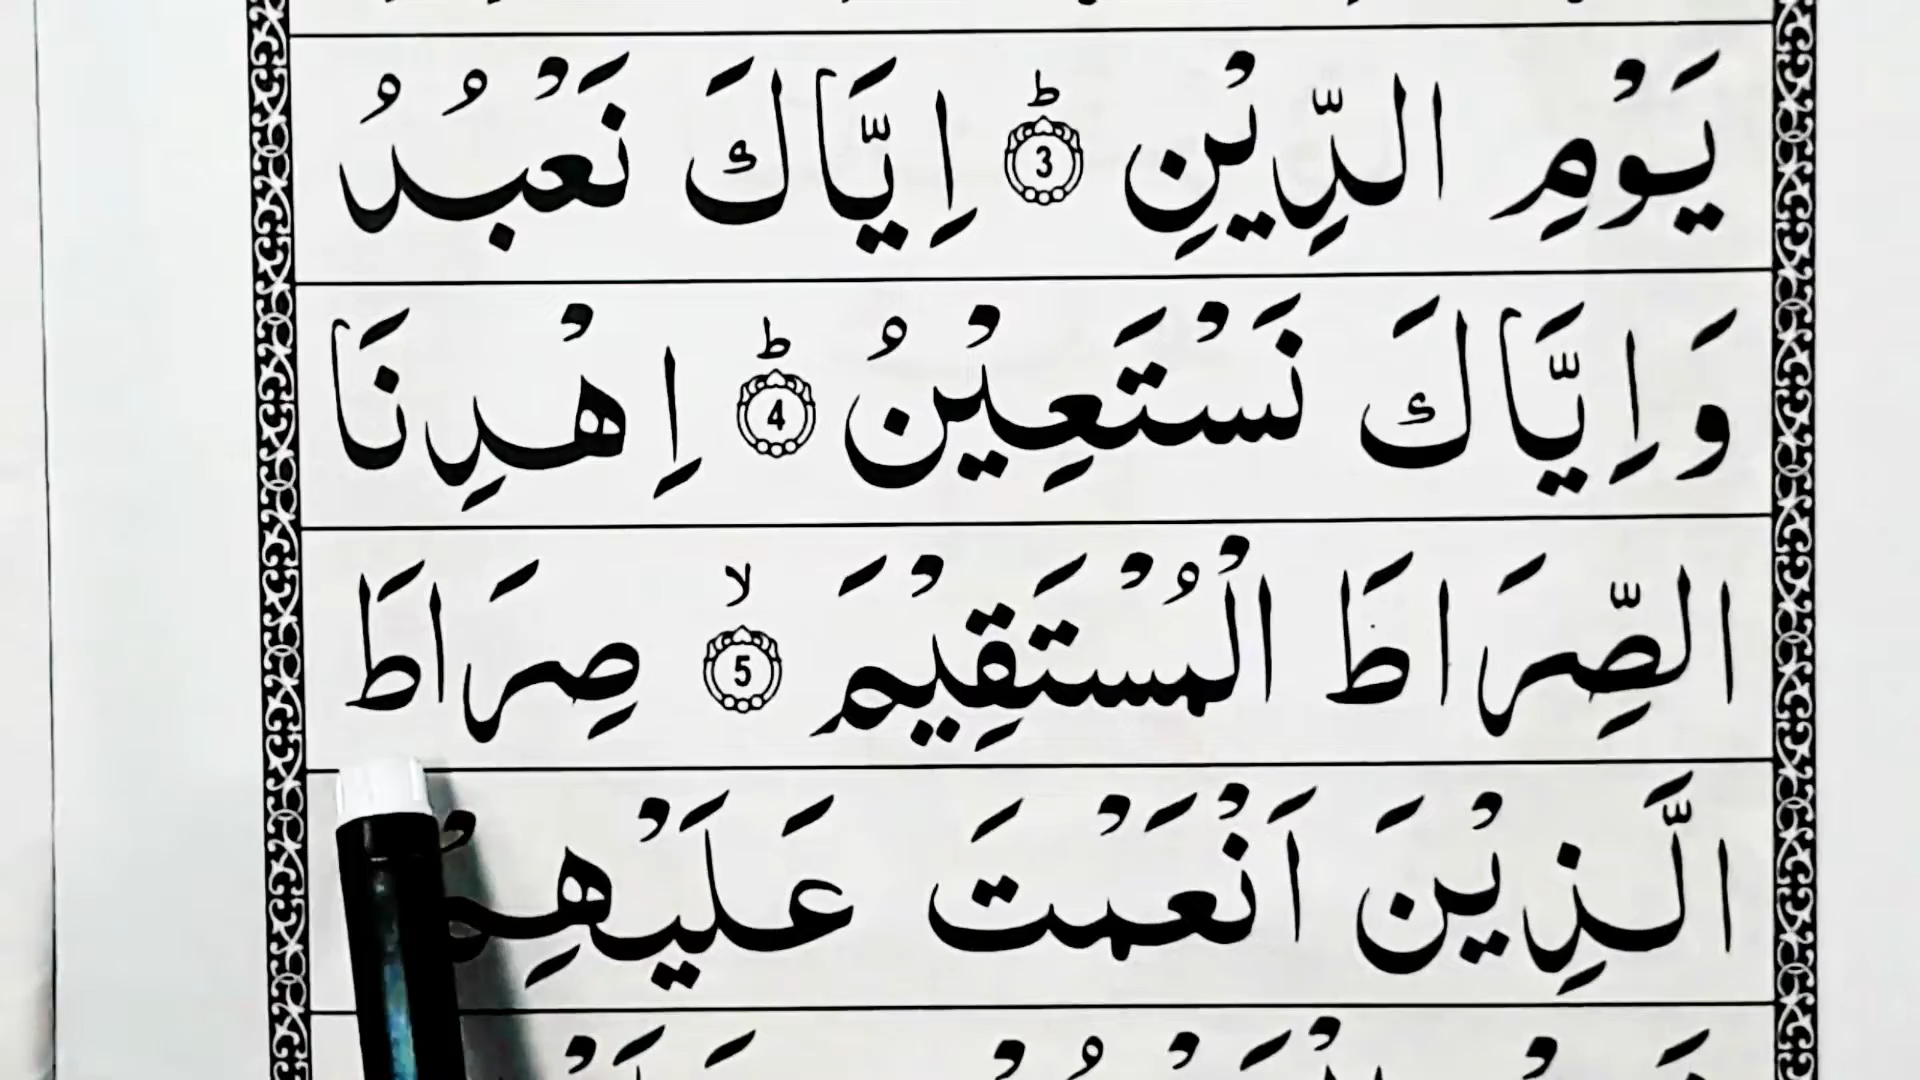 يَوْمِ الدِّيْنِ ؕ 3 اِيَّاكَ نَعْبُدُ
وَاِيَّاكَ نَسْتَعِيْنُ ؕ 4 اِهْدِنَا
الصِّرَاطَ الْمُسْتَقِيْمَ ۙ 5 صِرَاطَ
الَّذِيْنَ اَنْعَمْتَ عَلَيْهِمْ